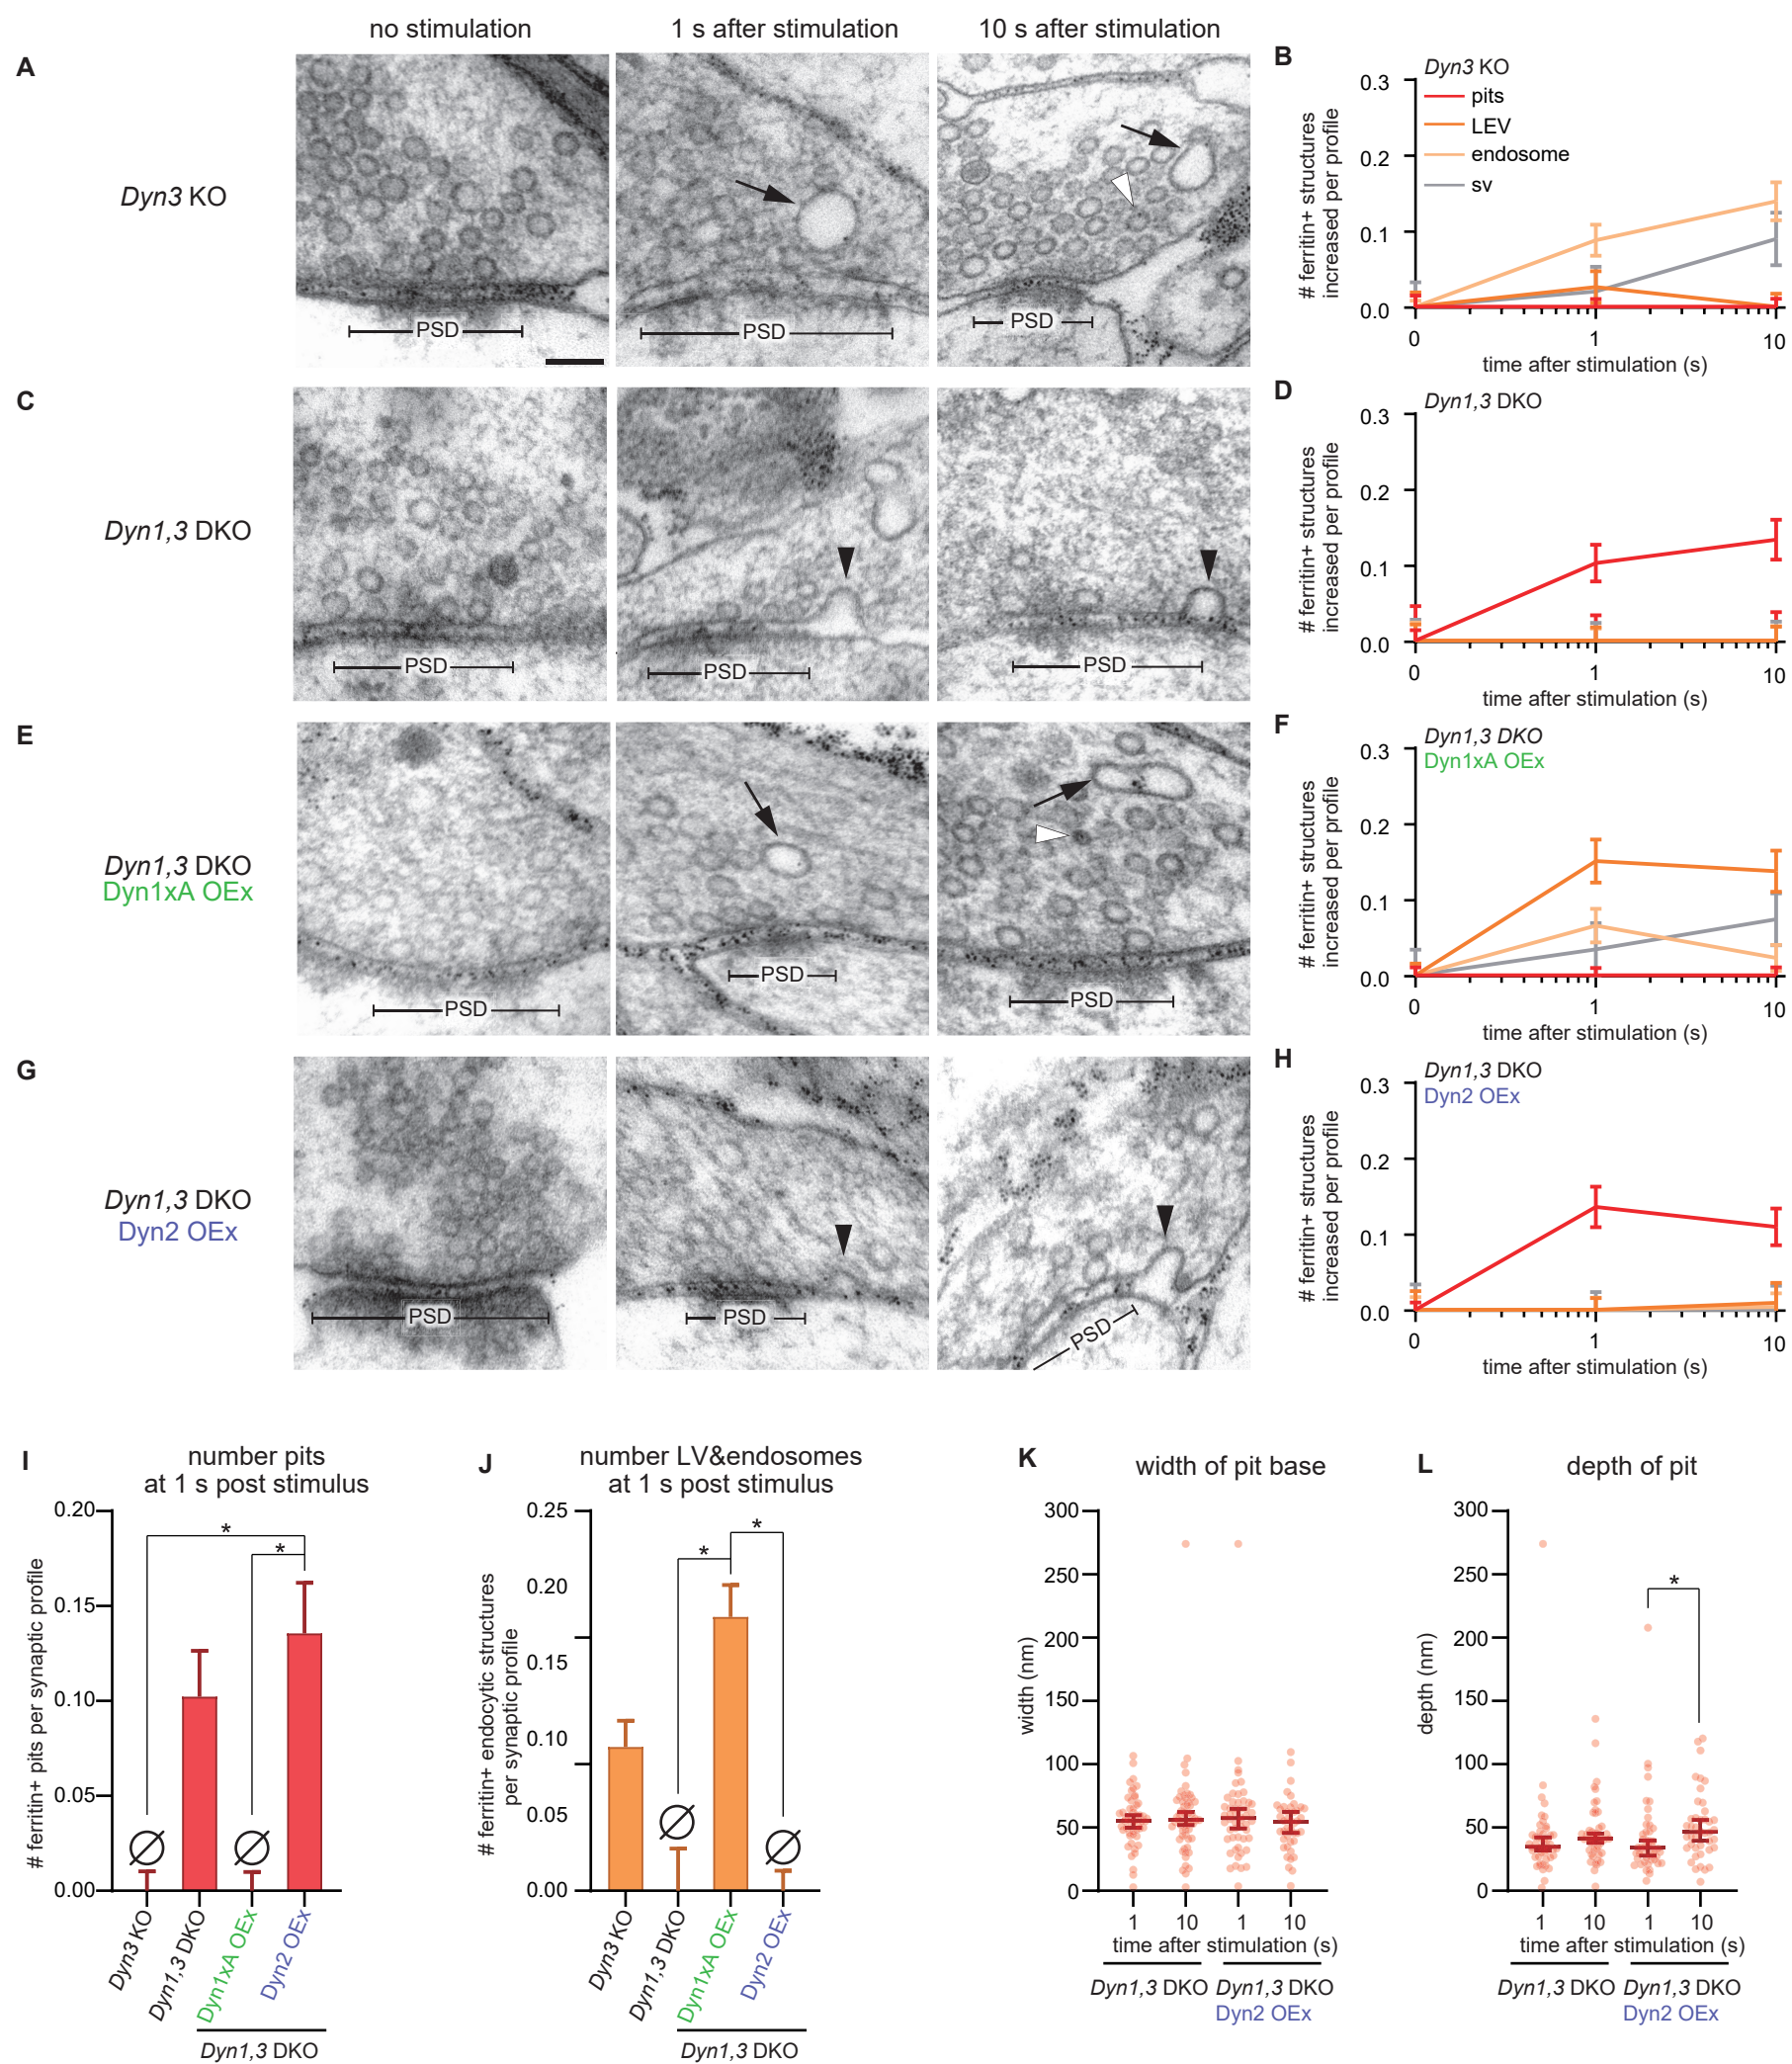 no stimulation
1 s after stimulation
10 s after stimulation
A
Dyn3 KO
PSD
PSD
PSD
B
Dyn3 KO
pits
LEV
endosome
sv
# ferritin+ structures
increased per profile
0.3
0.2
0.1
0.0
0
1
10
time after stimulation (s)
C
Dyn1,3 DKO
PSD
PSD
PSD
D
Dyn1,3 DKO
# ferritin+ structures
increased per profile
0.3
0.2
0.1
0.0
0
1
10
time after stimulation (s)
E
Dyn1,3 DKO
Dyn1xA OEx
PSD
PSD
PSD
F
Dyn1,3 DKO
Dyn1xA OEx
# ferritin+ structures
increased per profile
0.3
0.2
0.1
0.0
0
1
10
time after stimulation (s)
G
Dyn1,3 DKO
Dyn2 OEx
PSD
PSD
PSD
H
Dyn1,3 DKO
Dyn2 OEx
# ferritin+ structures
increased per profile
0.3
0.2
0.1
0.0
0
1
10
time after stimulation (s)
I
number pits
at 1 s post stimulus
# ferritin+ pits per synaptic profile
0.20
0.15
0.10
0.05
0.00
*
*
Dyn3 KO
Dyn1,3 DKO
Dyn1xA OEx
Dyn2 OEx
Dyn1,3 DKO
J
number LV&endosomes
at 1 s post stimulus
# ferrritin+ endocytic structures
per synaptic profile
0.25
0.20
0.15
0.10
0.05
0.00
*
*
Dyn3 KO
Dyn1,3 DKO
Dyn1xA OEx
Dyn2 OEx
Dyn1,3 DKO
K
width of pit base
width (nm)
300
250
200
150
100
50
0
1
10
1
10
time after stimulation (s)
Dyn1,3 DKO
Dyn1,3 DKO
Dyn2 OEx
L
depth of pit
depth (nm)
300
250
200
150
100
50
0
*
1
10
1
10
time after stimulation (s)
Dyn1,3 DKO
Dyn1,3 DKO
Dyn2 OEx